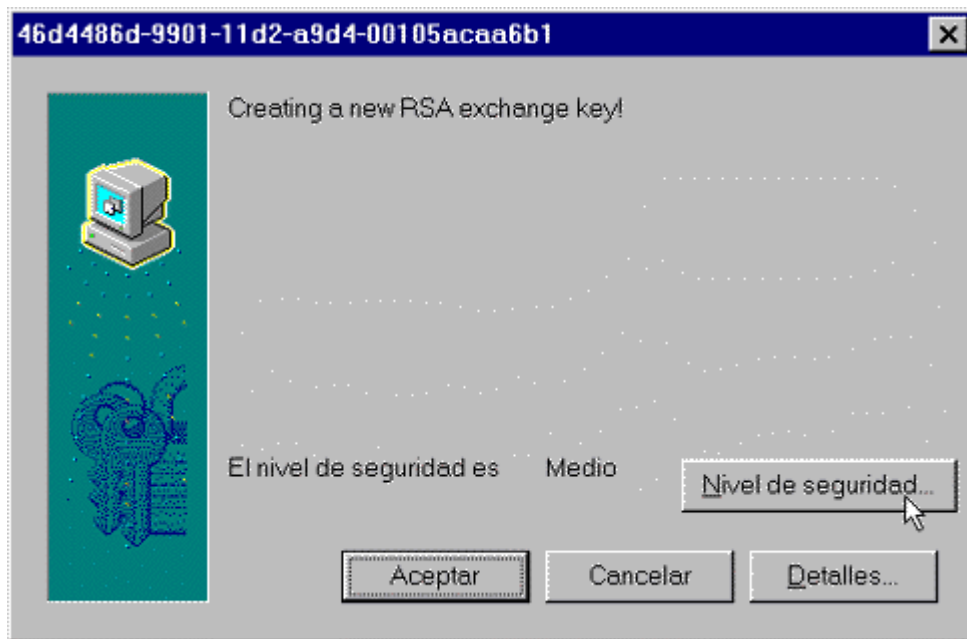 46d4486d-9901-11d2-a9d4-00105acaa6b1
Creating a new RSA exchange key!
El nivel de seguridad es Medio
Nivel de seguridad...
Aceptar Cancelar Detalles...